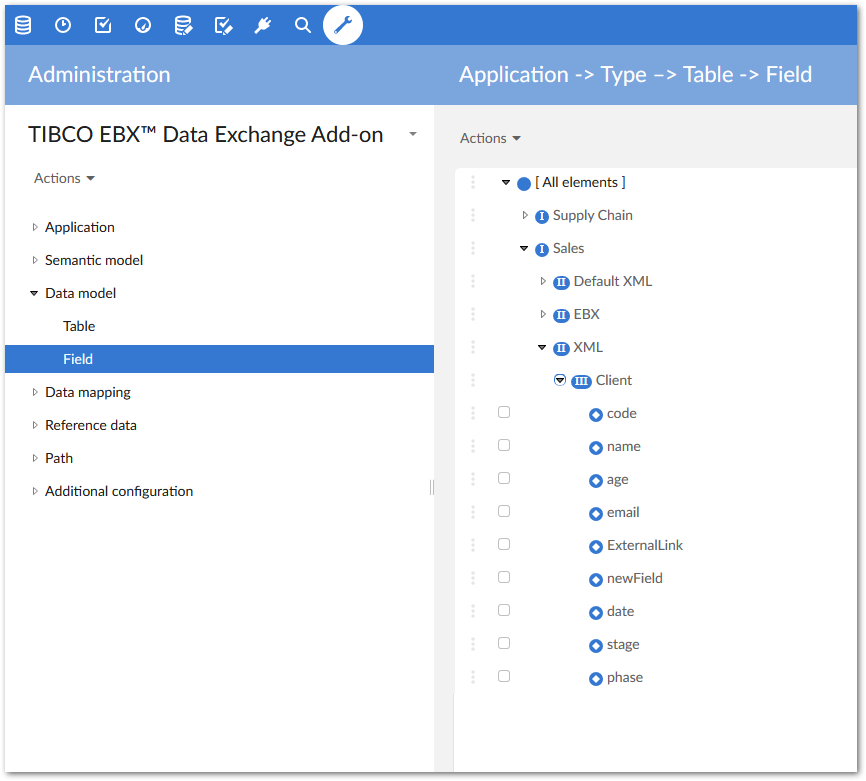 Administration
Application -> Type –> Table -> Field
TIBCO EBX™ Data Exchange Add-on
Actions
Application
Semantic model
Data model
Table
Field
Data mapping
Reference data
Path
Additional configuration
Actions
[ All elements ]
I Supply Chain
I Sales
II Default XML
II EBX
II XML
III Client
code
name
age
email
ExternalLink
newField
date
stage
phase